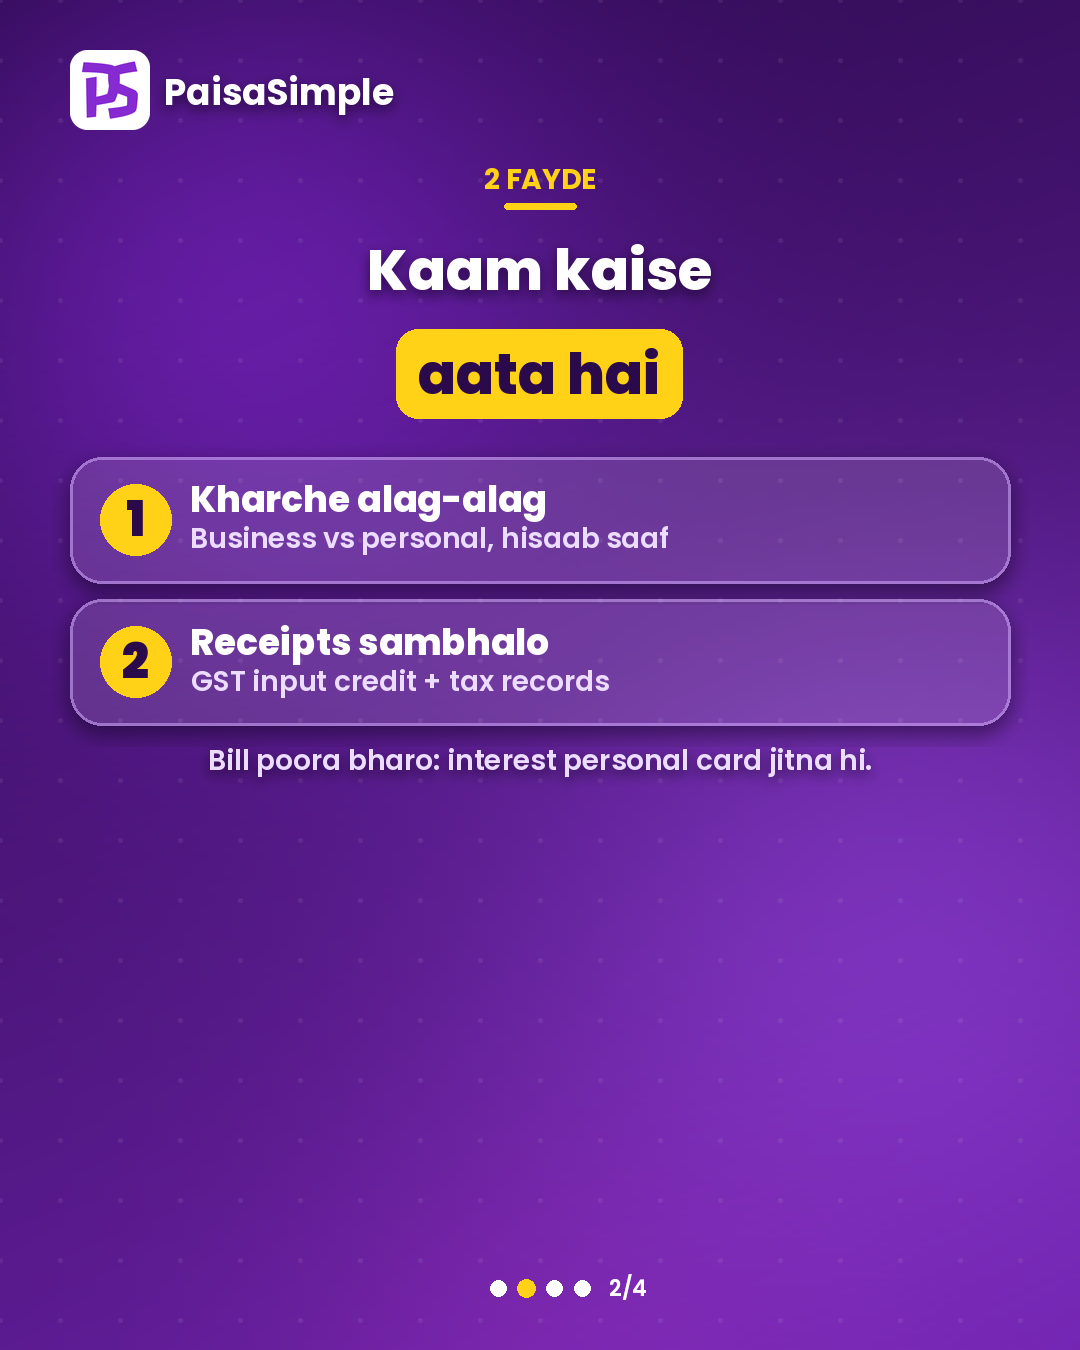 PS PaisaSimple
2 FAYDE
Kaam kaise
aata hai
1 Kharche alag-alag
Business vs personal, hisaab saaf
2 Receipts sambhalo
GST input credit + tax records
Bill poora bharo: interest personal card jitna hi.
2/4